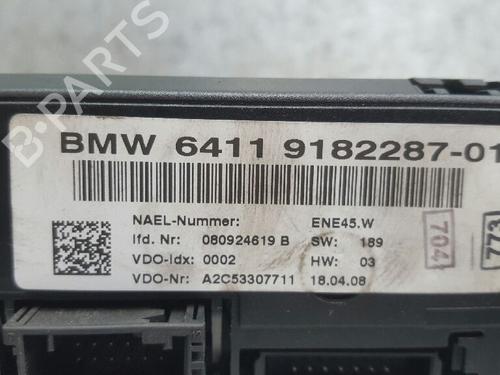 B-PARTS
BMW 6411 9182287-01
NAEL-Nummer: ENE45.W
lfd. Nr: 080924619 B SW: 189
VDO-Idx: 0002 HW: 03
VDO-Nr: A2C53307711 18.04.08
704
773